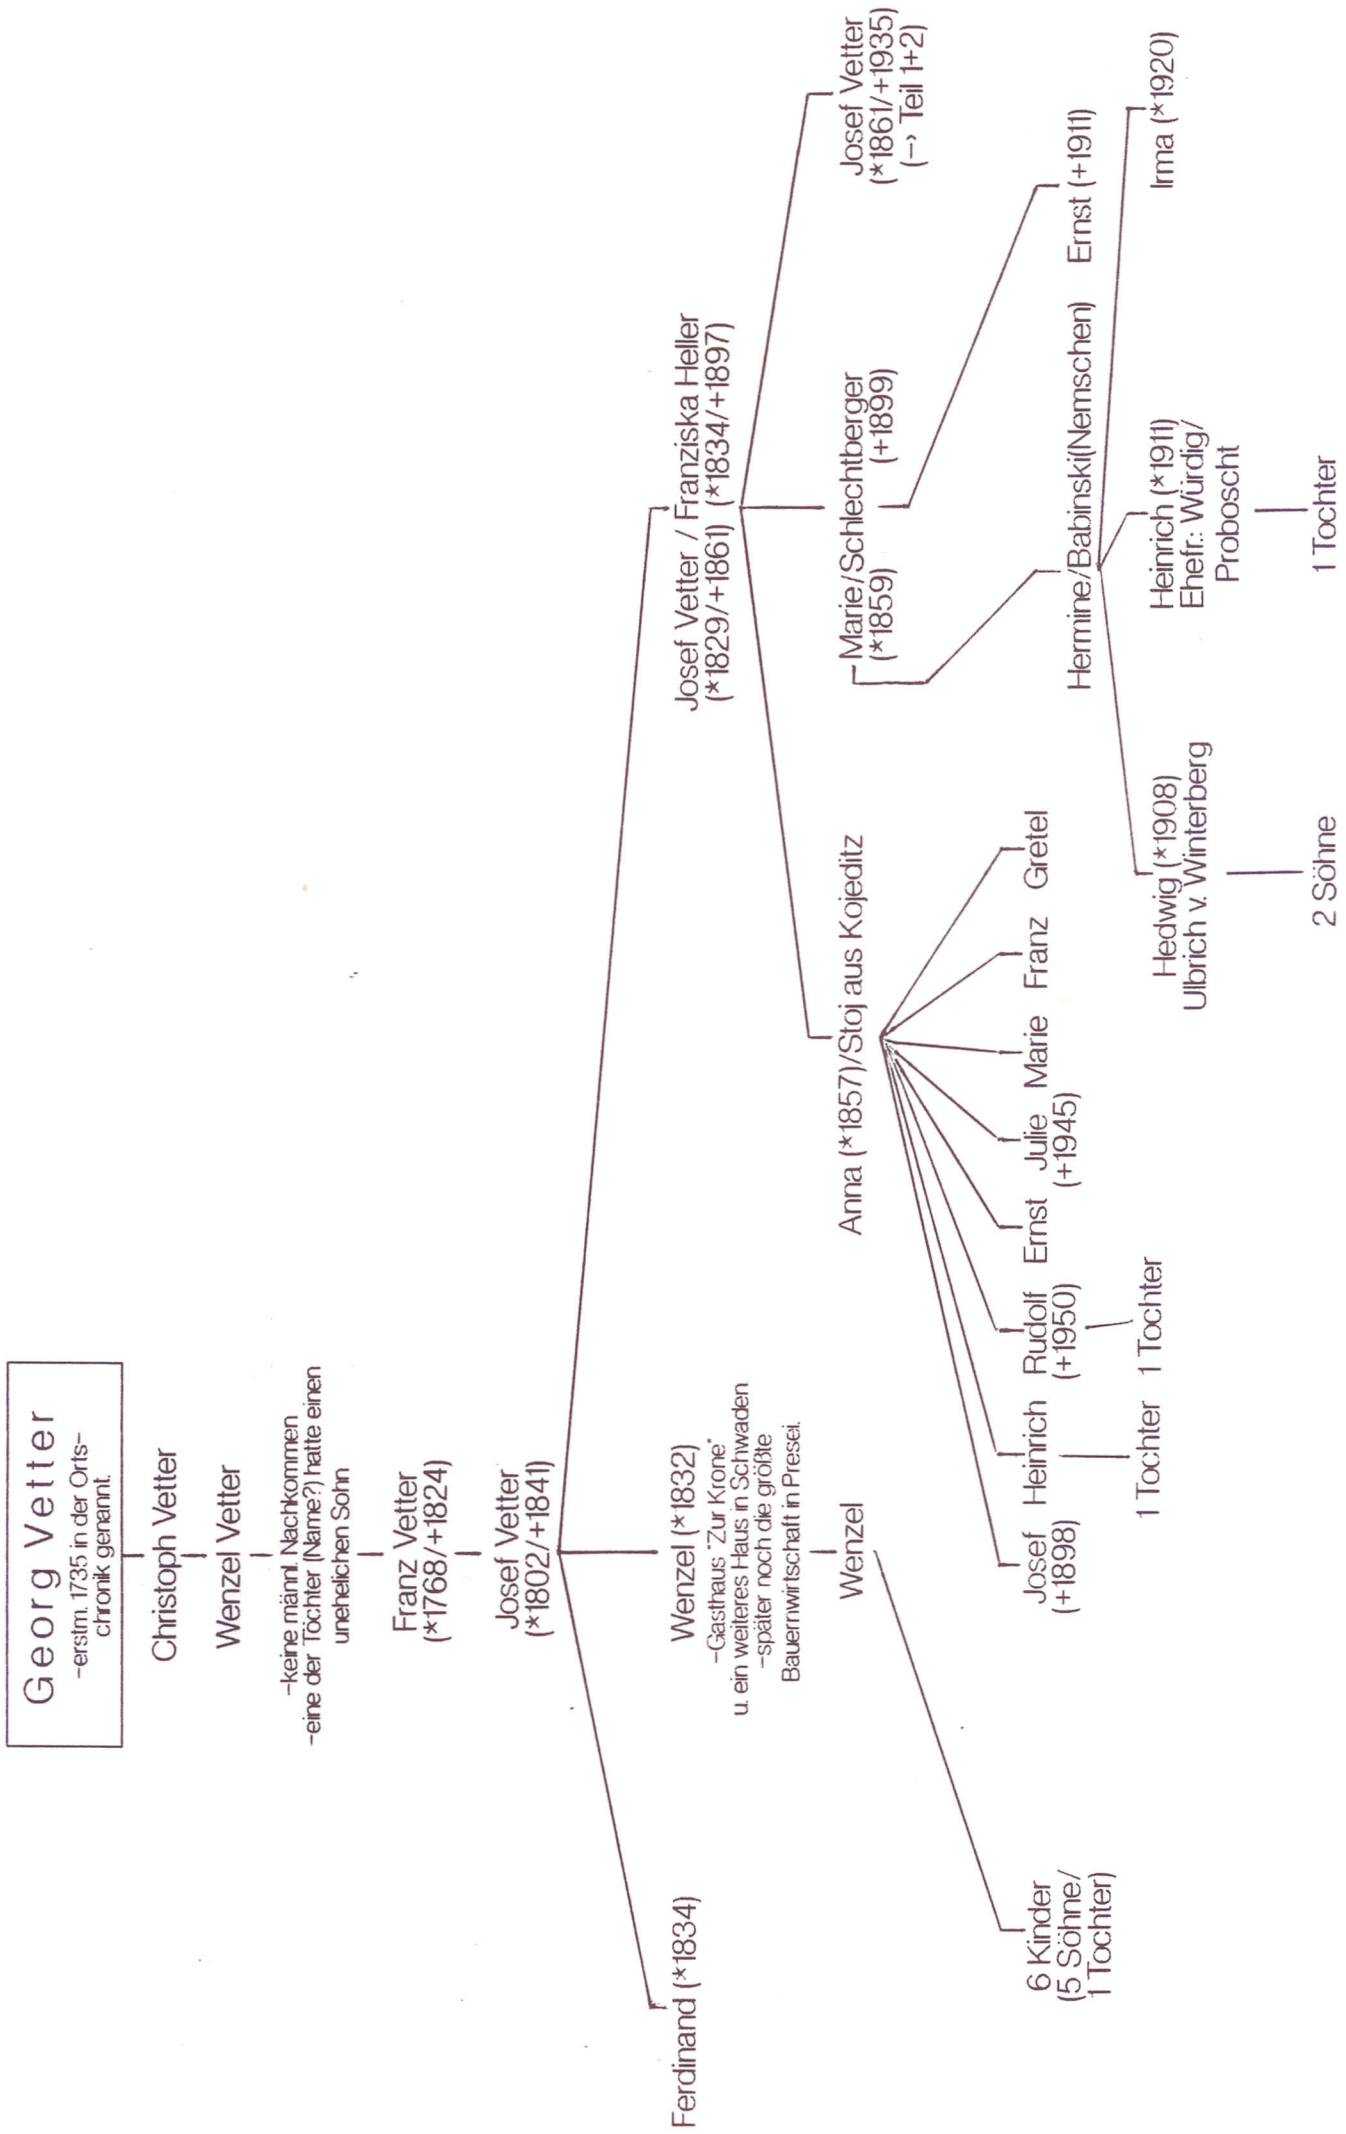 Georg Vetter
-erstm. 1735 in der Orts-
chronik genannt.
Christoph Vetter
Wenzel Vetter
-keine männl. Nachkommen
-eine der Töchter (Name?) hatte einen
unehelichen Sohn
Franz Vetter
(*1768/+1824)
Josef Vetter
(*1802/+1841)
Ferdinand (*1834)
Wenzel (*1832)
-Gasthaus "Zur Krone"
u. ein weiteres Haus in Schwaden
-später noch die größte
Bauernwirtschaft in Presei.
Josef Vetter / Franziska Heller
(*1829/+1861) (*1834/+1897)
Wenzel
Anna (*1857)/Stoj aus Kojeditz
Marie/Schlechtberger
(*1859) (+1899)
Josef Vetter
(*1861/+1935)
(-> Teil 1+2)
6 Kinder
(5 Söhne/
1 Tochter)
Josef
(+1898)
Heinrich
Rudolf
(+1950)
Ernst
Julie
(+1945)
Marie
Franz
Gretel
Hermine/Babinski(Nemschen)
Ernst (+1911)
1 Tochter
1 Tochter
Hedwig (*1908)
Ulbrich v. Winterberg
Heinrich (*1911)
Ehefr.: Würdig/
Proboscht
Irma (*1920)
2 Söhne
1 Tochter